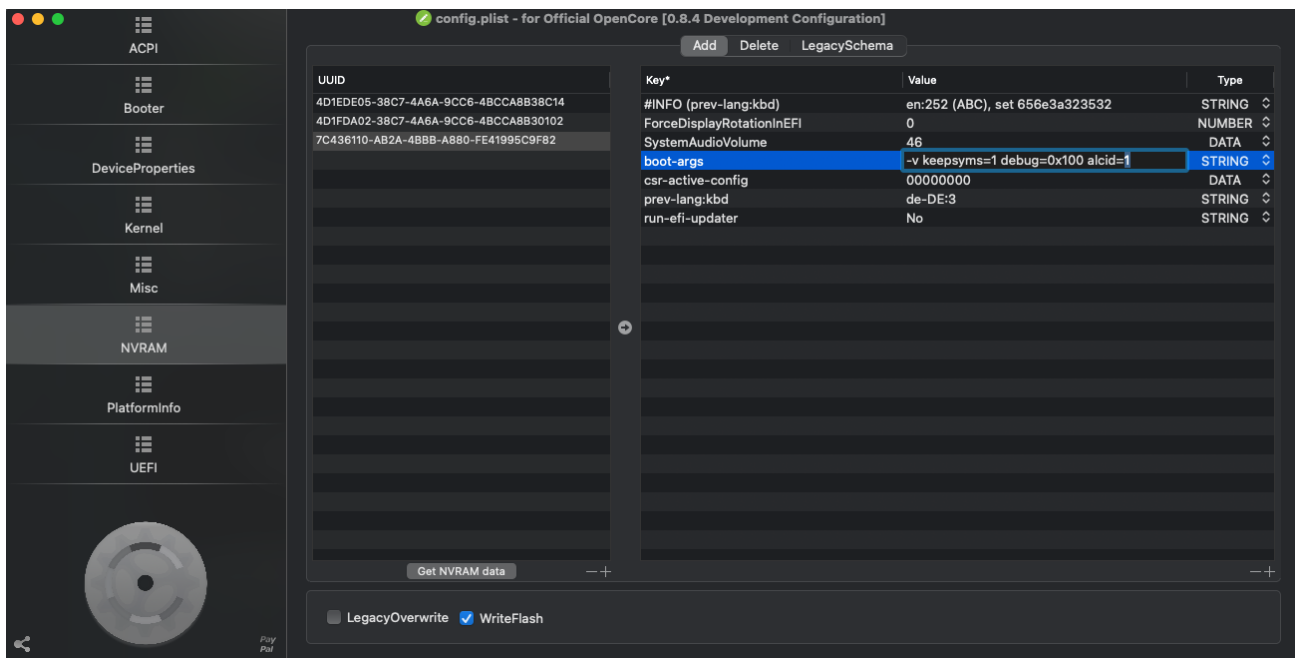 config.plist - for Official OpenCore [0.8.4 Development Configuration]
ACPI
Booter
DeviceProperties
Kernel
Misc
NVRAM
PlatformInfo
UEFI
Pay
Pal
Add Delete LegacySchema
UUID
4D1EDE05-38C7-4A6A-9CC6-4BCCA8B38C14
4D1FDA02-38C7-4A6A-9CC6-4BCCA8B30102
7C436110-AB2A-4BBB-A880-FE41995C9F82
Key* Value Type
#INFO (prev-lang:kbd) en:252 (ABC), set 656e3a323532 STRING
ForceDisplayRotationInEFI 0 NUMBER
SystemAudioVolume 46 DATA
boot-args -v keepsyms=1 debug=0x100 alcid=1 STRING
csr-active-config 00000000 DATA
prev-lang:kbd de-DE:3 STRING
run-efi-updater No STRING
Get NVRAM data
LegacyOverwrite WriteFlash